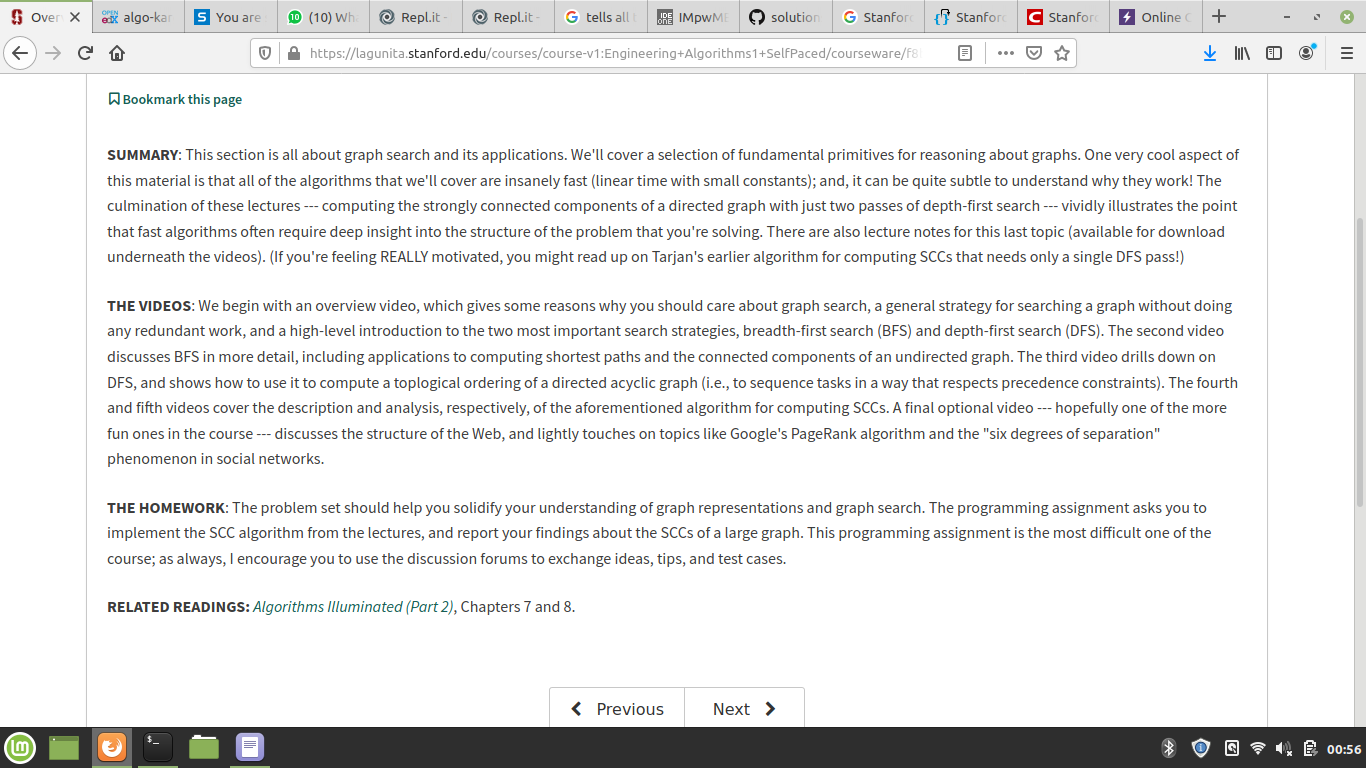 Over
algo-kar
You are
(10) Wh
Repl.it -
Repl.it -
tells all t
IMpwME
solution
Stanford
Stanford
Stanford
Online C
https://lagunita.stanford.edu/courses/course-v1:Engineering+Algorithms1+SelfPaced/courseware/f8
Bookmark this page
SUMMARY: This section is all about graph search and its applications. We'll cover a selection of fundamental primitives for reasoning about graphs. One very cool aspect of
this material is that all of the algorithms that we'll cover are insanely fast (linear time with small constants); and, it can be quite subtle to understand why they work! The
culmination of these lectures --- computing the strongly connected components of a directed graph with just two passes of depth-first search --- vividly illustrates the point
that fast algorithms often require deep insight into the structure of the problem that you're solving. There are also lecture notes for this last topic (available for download
underneath the videos). (If you're feeling REALLY motivated, you might read up on Tarjan's earlier algorithm for computing SCCs that needs only a single DFS pass!)
THE VIDEOS: We begin with an overview video, which gives some reasons why you should care about graph search, a general strategy for searching a graph without doing
any redundant work, and a high-level introduction to the two most important search strategies, breadth-first search (BFS) and depth-first search (DFS). The second video
discusses BFS in more detail, including applications to computing shortest paths and the connected components of an undirected graph. The third video drills down on
DFS, and shows how to use it to compute a toplogical ordering of a directed acyclic graph (i.e., to sequence tasks in a way that respects precedence constraints). The fourth
and fifth videos cover the description and analysis, respectively, of the aforementioned algorithm for computing SCCs. A final optional video --- hopefully one of the more
fun ones in the course --- discusses the structure of the Web, and lightly touches on topics like Google's PageRank algorithm and the "six degrees of separation"
phenomenon in social networks.
THE HOMEWORK: The problem set should help you solidify your understanding of graph representations and graph search. The programming assignment asks you to
implement the SCC algorithm from the lectures, and report your findings about the SCCs of a large graph. This programming assignment is the most difficult one of the
course; as always, I encourage you to use the discussion forums to exchange ideas, tips, and test cases.
RELATED READINGS: Algorithms Illuminated (Part 2), Chapters 7 and 8.
Previous
Next
00:56